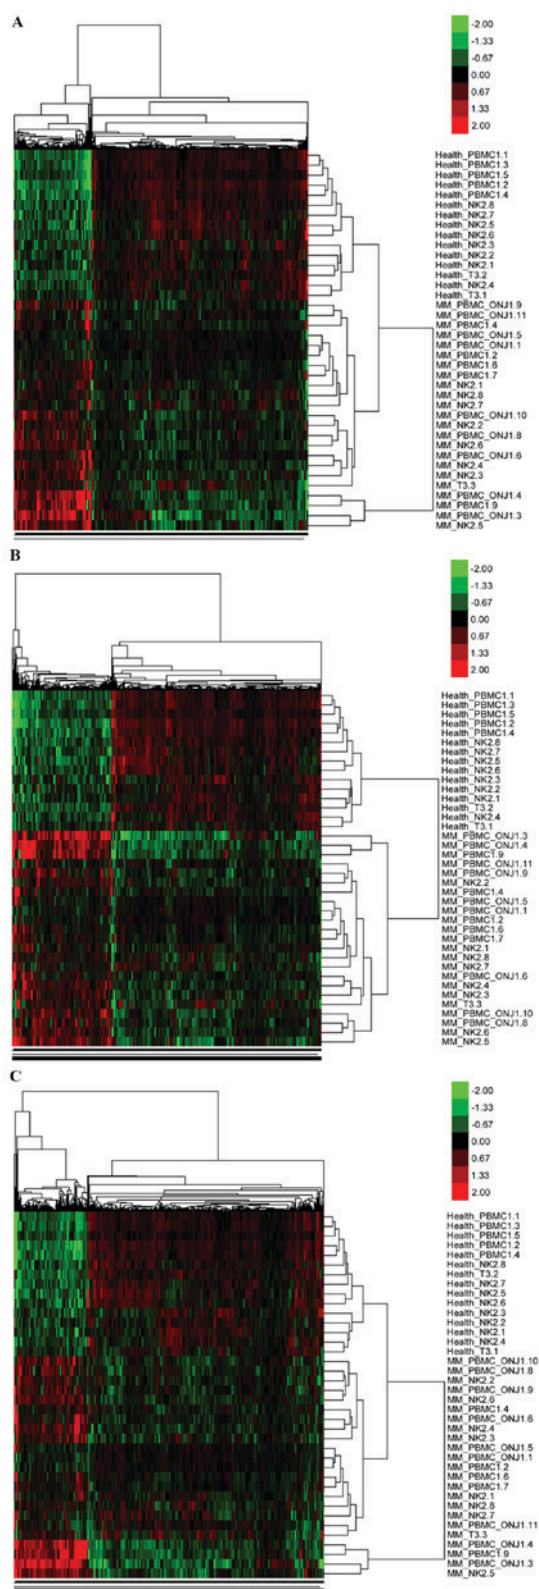 A
-2.00
-1.33
-0.67
0.00
0.67
1.33
2.00
Health_PBMC1.1
Health_PBMC1.3
Health_PBMC1.5
Health_PBMC1.2
Health_PBMC1.4
Health_NK2.8
Health_NK2.7
Health_NK2.5
Health_NK2.6
Health_NK2.3
Health_NK2.2
Health_NK2.1
Health_T3.2
Health_NK2.4
Health_T3.1
MM_PBMC_ONJ1.9
MM_PBMC_ONJ1.11
MM_PBMC1.4
MM_PBMC_ONJ1.5
MM_PBMC_ONJ1.1
MM_PBMC1.2
MM_PBMC1.6
MM_PBMC1.7
MM_NK2.1
MM_NK2.8
MM_NK2.7
MM_PBMC_ONJ1.10
MM_NK2.2
MM_PBMC_ONJ1.8
MM_NK2.6
MM_PBMC_ONJ1.6
MM_NK2.4
MM_NK2.3
MM_T3.3
MM_PBMC_ONJ1.4
MM_PBMC1.9
MM_PBMC_ONJ1.3
MM_NK2.5
B
-2.00
-1.33
-0.67
0.00
0.67
1.33
2.00
Health_PBMC1.1
Health_PBMC1.3
Health_PBMC1.5
Health_PBMC1.2
Health_PBMC1.4
Health_NK2.8
Health_NK2.7
Health_NK2.5
Health_NK2.6
Health_NK2.3
Health_NK2.2
Health_NK2.1
Health_T3.2
Health_NK2.4
Health_T3.1
MM_PBMC_ONJ1.3
MM_PBMC_ONJ1.4
MM_PBMC1.9
MM_PBMC_ONJ1.11
MM_PBMC_ONJ1.9
MM_NK2.2
MM_PBMC1.4
MM_PBMC_ONJ1.5
MM_PBMC_ONJ1.1
MM_PBMC1.2
MM_PBMC1.6
MM_PBMC1.7
MM_NK2.1
MM_NK2.8
MM_NK2.7
MM_PBMC_ONJ1.6
MM_NK2.4
MM_NK2.3
MM_T3.3
MM_PBMC_ONJ1.10
MM_PBMC_ONJ1.8
MM_NK2.6
MM_NK2.5
C
-2.00
-1.33
-0.67
0.00
0.67
1.33
2.00
Health_PBMC1.1
Health_PBMC1.3
Health_PBMC1.5
Health_PBMC1.2
Health_PBMC1.4
Health_NK2.8
Health_T3.2
Health_NK2.7
Health_NK2.5
Health_NK2.6
Health_NK2.3
Health_NK2.2
Health_NK2.1
Health_NK2.4
Health_T3.1
MM_PBMC_ONJ1.10
MM_PBMC_ONJ1.8
MM_NK2.2
MM_PBMC_ONJ1.9
MM_NK2.6
MM_PBMC1.4
MM_PBMC_ONJ1.6
MM_NK2.4
MM_NK2.3
MM_PBMC_ONJ1.5
MM_PBMC_ONJ1.1
MM_PBMC1.2
MM_PBMC1.6
MM_PBMC1.7
MM_NK2.1
MM_NK2.8
MM_NK2.7
MM_PBMC_ONJ1.11
MM_T3.3
MM_PBMC_ONJ1.4
MM_PBMC1.9
MM_PBMC_ONJ1.3
MM_NK2.5